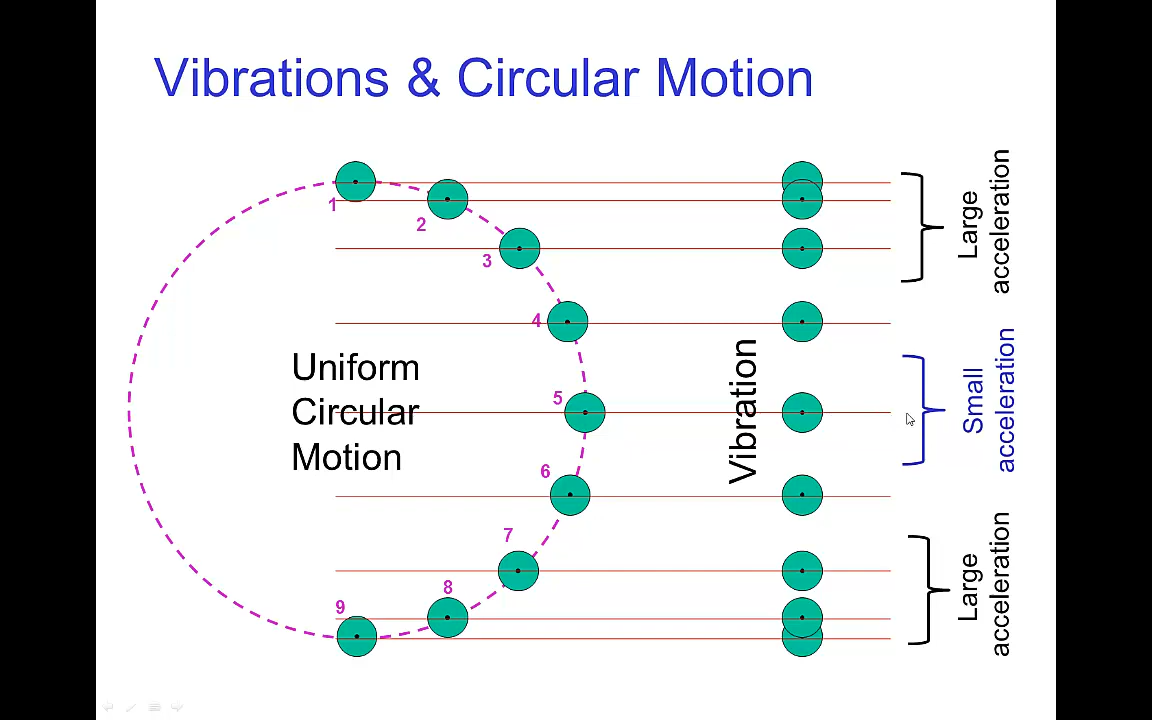 Vibrations & Circular Motion
1
2
3
4
5
6
7
8
9
Uniform
Circular
Motion
Vibration
Large
acceleration
Small
acceleration
Large
acceleration